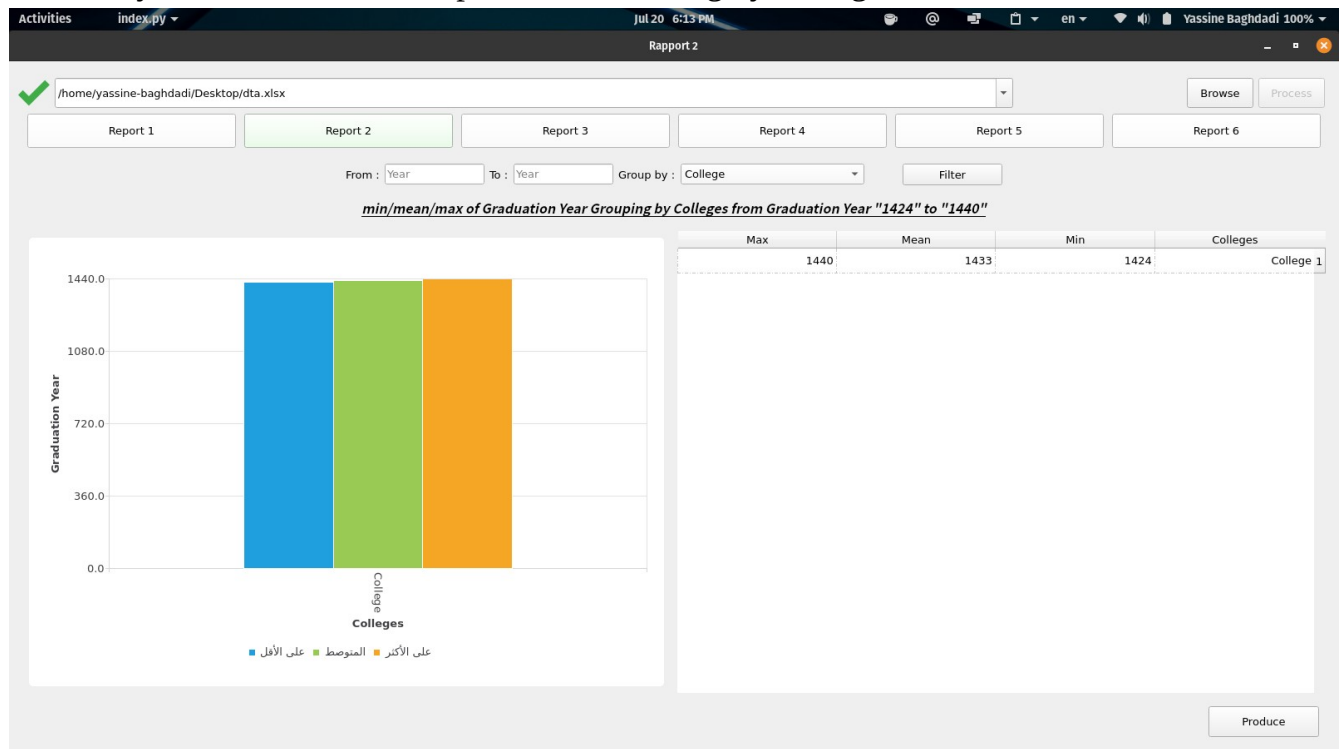 Activities index.py Jul 20 6:13 PM en Yassine Baghdadi 100%
Rapport 2
/home/yassine-baghdadi/Desktop/dta.xlsx Browse Process
Report 1 Report 2 Report 3 Report 4 Report 5 Report 6
From : Year To : Year Group by : College Filter
min/mean/max of Graduation Year Grouping by Colleges from Graduation Year "1424" to "1440"
Max Mean Min Colleges
1440 1433 1424 College 1
1440.0
1080.0
720.0
360.0
0.0
Graduation Year
College
Colleges
على الأقل المتوصط على الأكثر
Produce